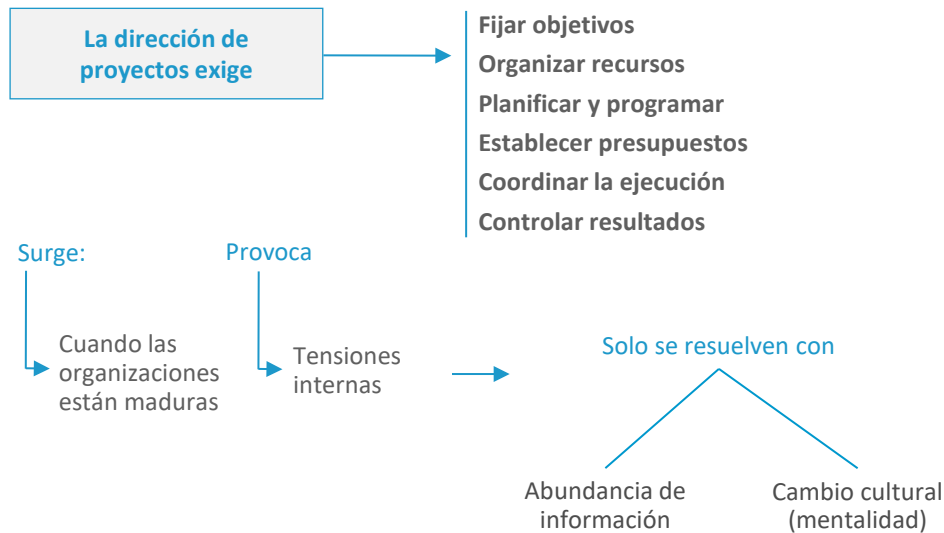 La dirección de
proyectos exige
Fijar objetivos
Organizar recursos
Planificar y programar
Establecer presupuestos
Coordinar la ejecución
Controlar resultados
Surge:
Provoca
Cuando las
organizaciones
están maduras
Tensiones
internas
Solo se resuelven con
Abundancia de
información
Cambio cultural
(mentalidad)